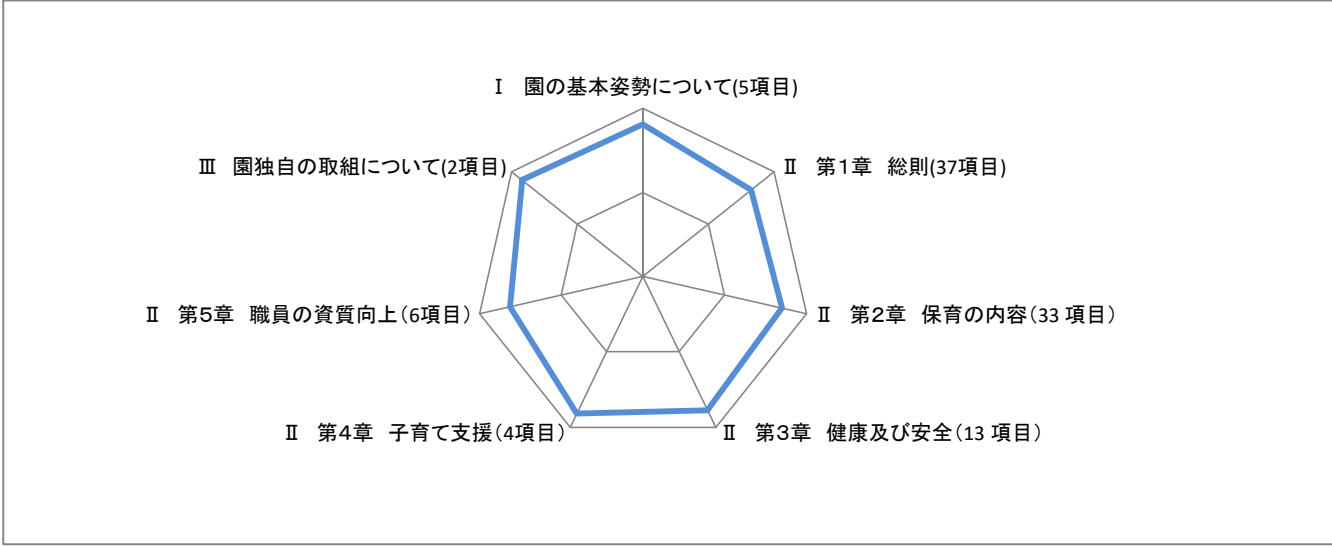 Ⅰ　園の基本姿勢について(5項目)
Ⅱ　第１章　総則(37項目)
Ⅱ　第２章　保育の内容（33 項目）
Ⅱ　第３章　健康及び安全（13 項目）
Ⅱ　第４章　子育て支援（4項目）
Ⅱ　第５章　職員の資質向上（6項目）
Ⅲ　園独自の取組について(2項目)